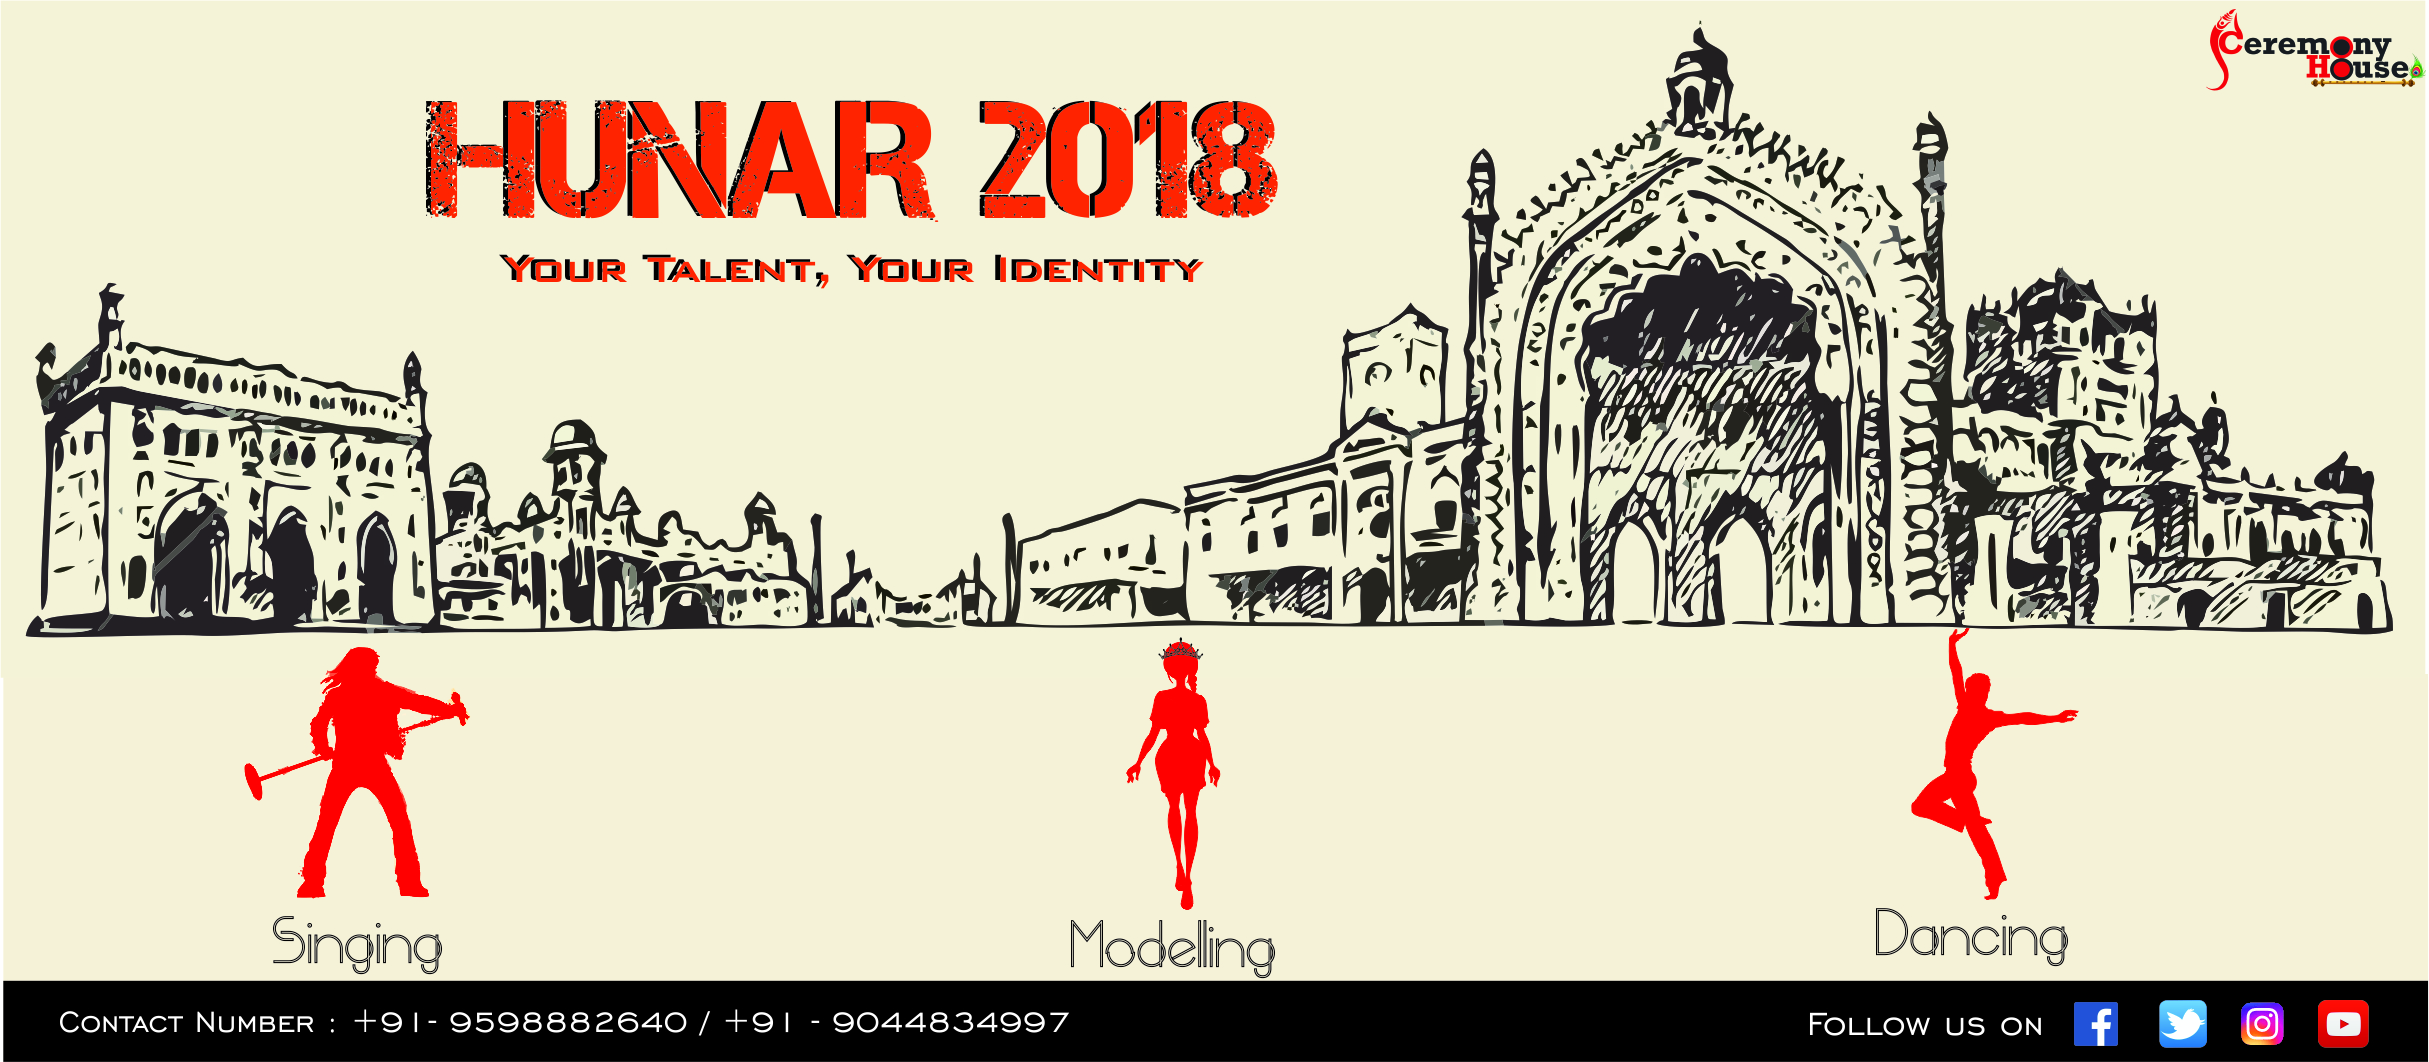 Ceremony
House
HUNAR 2018
Your Talent, Your Identity
Singing
Modelling
Dancing
Contact Number : +91- 9598882640 / +91 - 9044834997
Follow us on